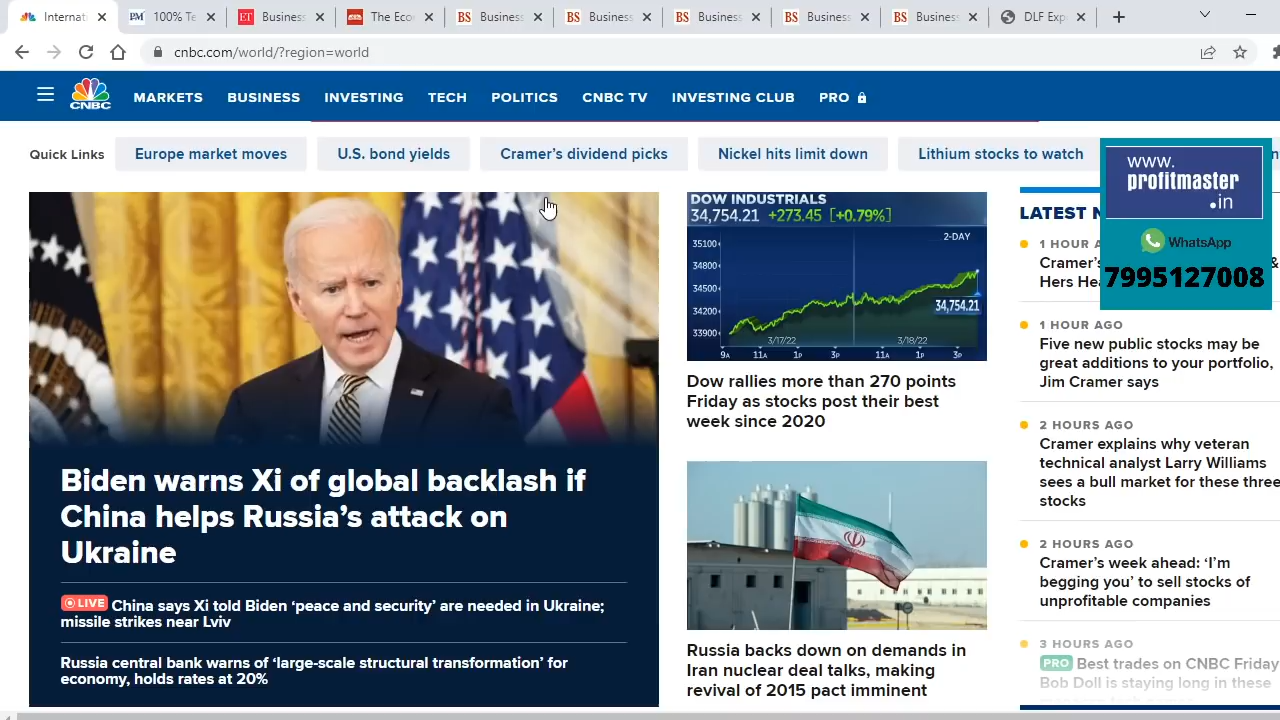 Internat
100% Te
Business
The Econ
Business
Business
Business
Business
Business
DLF Exp
cnbc.com/world/?region=world
CNBC
MARKETS
BUSINESS
INVESTING
TECH
POLITICS
CNBC TV
INVESTING CLUB
PRO
Quick Links
Europe market moves
U.S. bond yields
Cramer's dividend picks
Nickel hits limit down
Lithium stocks to watch
Biden warns Xi of global backlash if
China helps Russia's attack on
Ukraine
LIVE China says Xi told Biden 'peace and security' are needed in Ukraine;
missile strikes near Lviv
Russia central bank warns of 'large-scale structural transformation' for
economy, holds rates at 20%
DOW INDUSTRIALS
34,754.21 +273.45 [+0.79%]
2-DAY
35100
34800
34500
34200
33900
34,754.21
3/17/22
3/18/22
9A 11A 1P 3P 11A 1P 3P
Dow rallies more than 270 points
Friday as stocks post their best
week since 2020
Russia backs down on demands in
Iran nuclear deal talks, making
revival of 2015 pact imminent
LATEST
1 HOUR A
Cramer's
Hers Hea
1 HOUR AGO
Five new public stocks may be
great additions to your portfolio,
Jim Cramer says
2 HOURS AGO
Cramer explains why veteran
technical analyst Larry Williams
sees a bull market for these three
stocks
2 HOURS AGO
Cramer's week ahead: 'I'm
begging you' to sell stocks of
unprofitable companies
3 HOURS AGO
PRO Best trades on CNBC Friday
Bob Doll is staying long in these
www.
profitmaster
.in
WhatsApp
7995127008